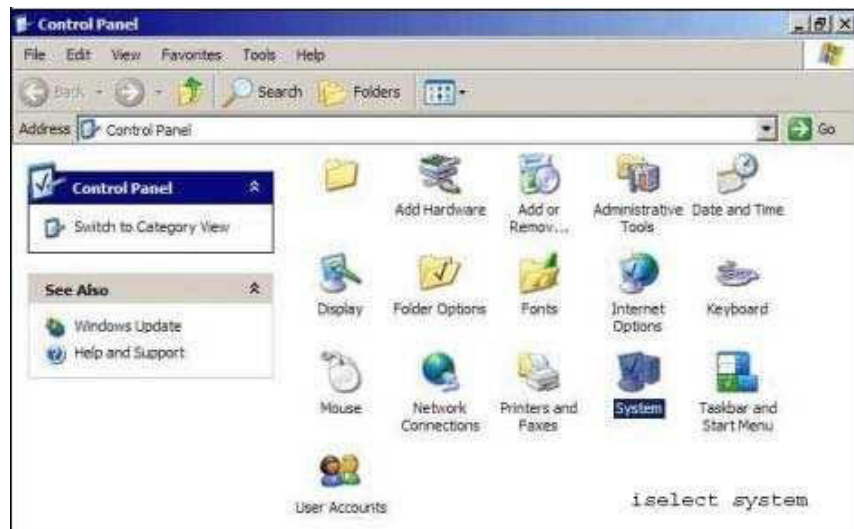 Control Panel
File Edit View Favorites Tools Help
Back Search Folders
Address Control Panel Go
Control Panel
Switch to Category View
See Also
Windows Update
Help and Support
Add Hardware
Add or Remov...
Administrative Tools
Date and Time
Display
Folder Options
Fonts
Internet Options
Keyboard
Mouse
Network Connections
Printers and Faxes
System
Taskbar and Start Menu
User Accounts
iselect system